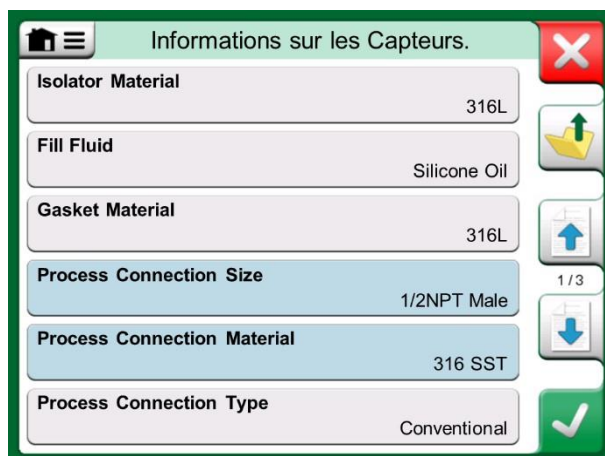 Informations sur les Capteurs.
Isolator Material
316L
Fill Fluid
Silicone Oil
Gasket Material
316L
Process Connection Size
1/2NPT Male
1/3
Process Connection Material
316 SST
Process Connection Type
Conventional